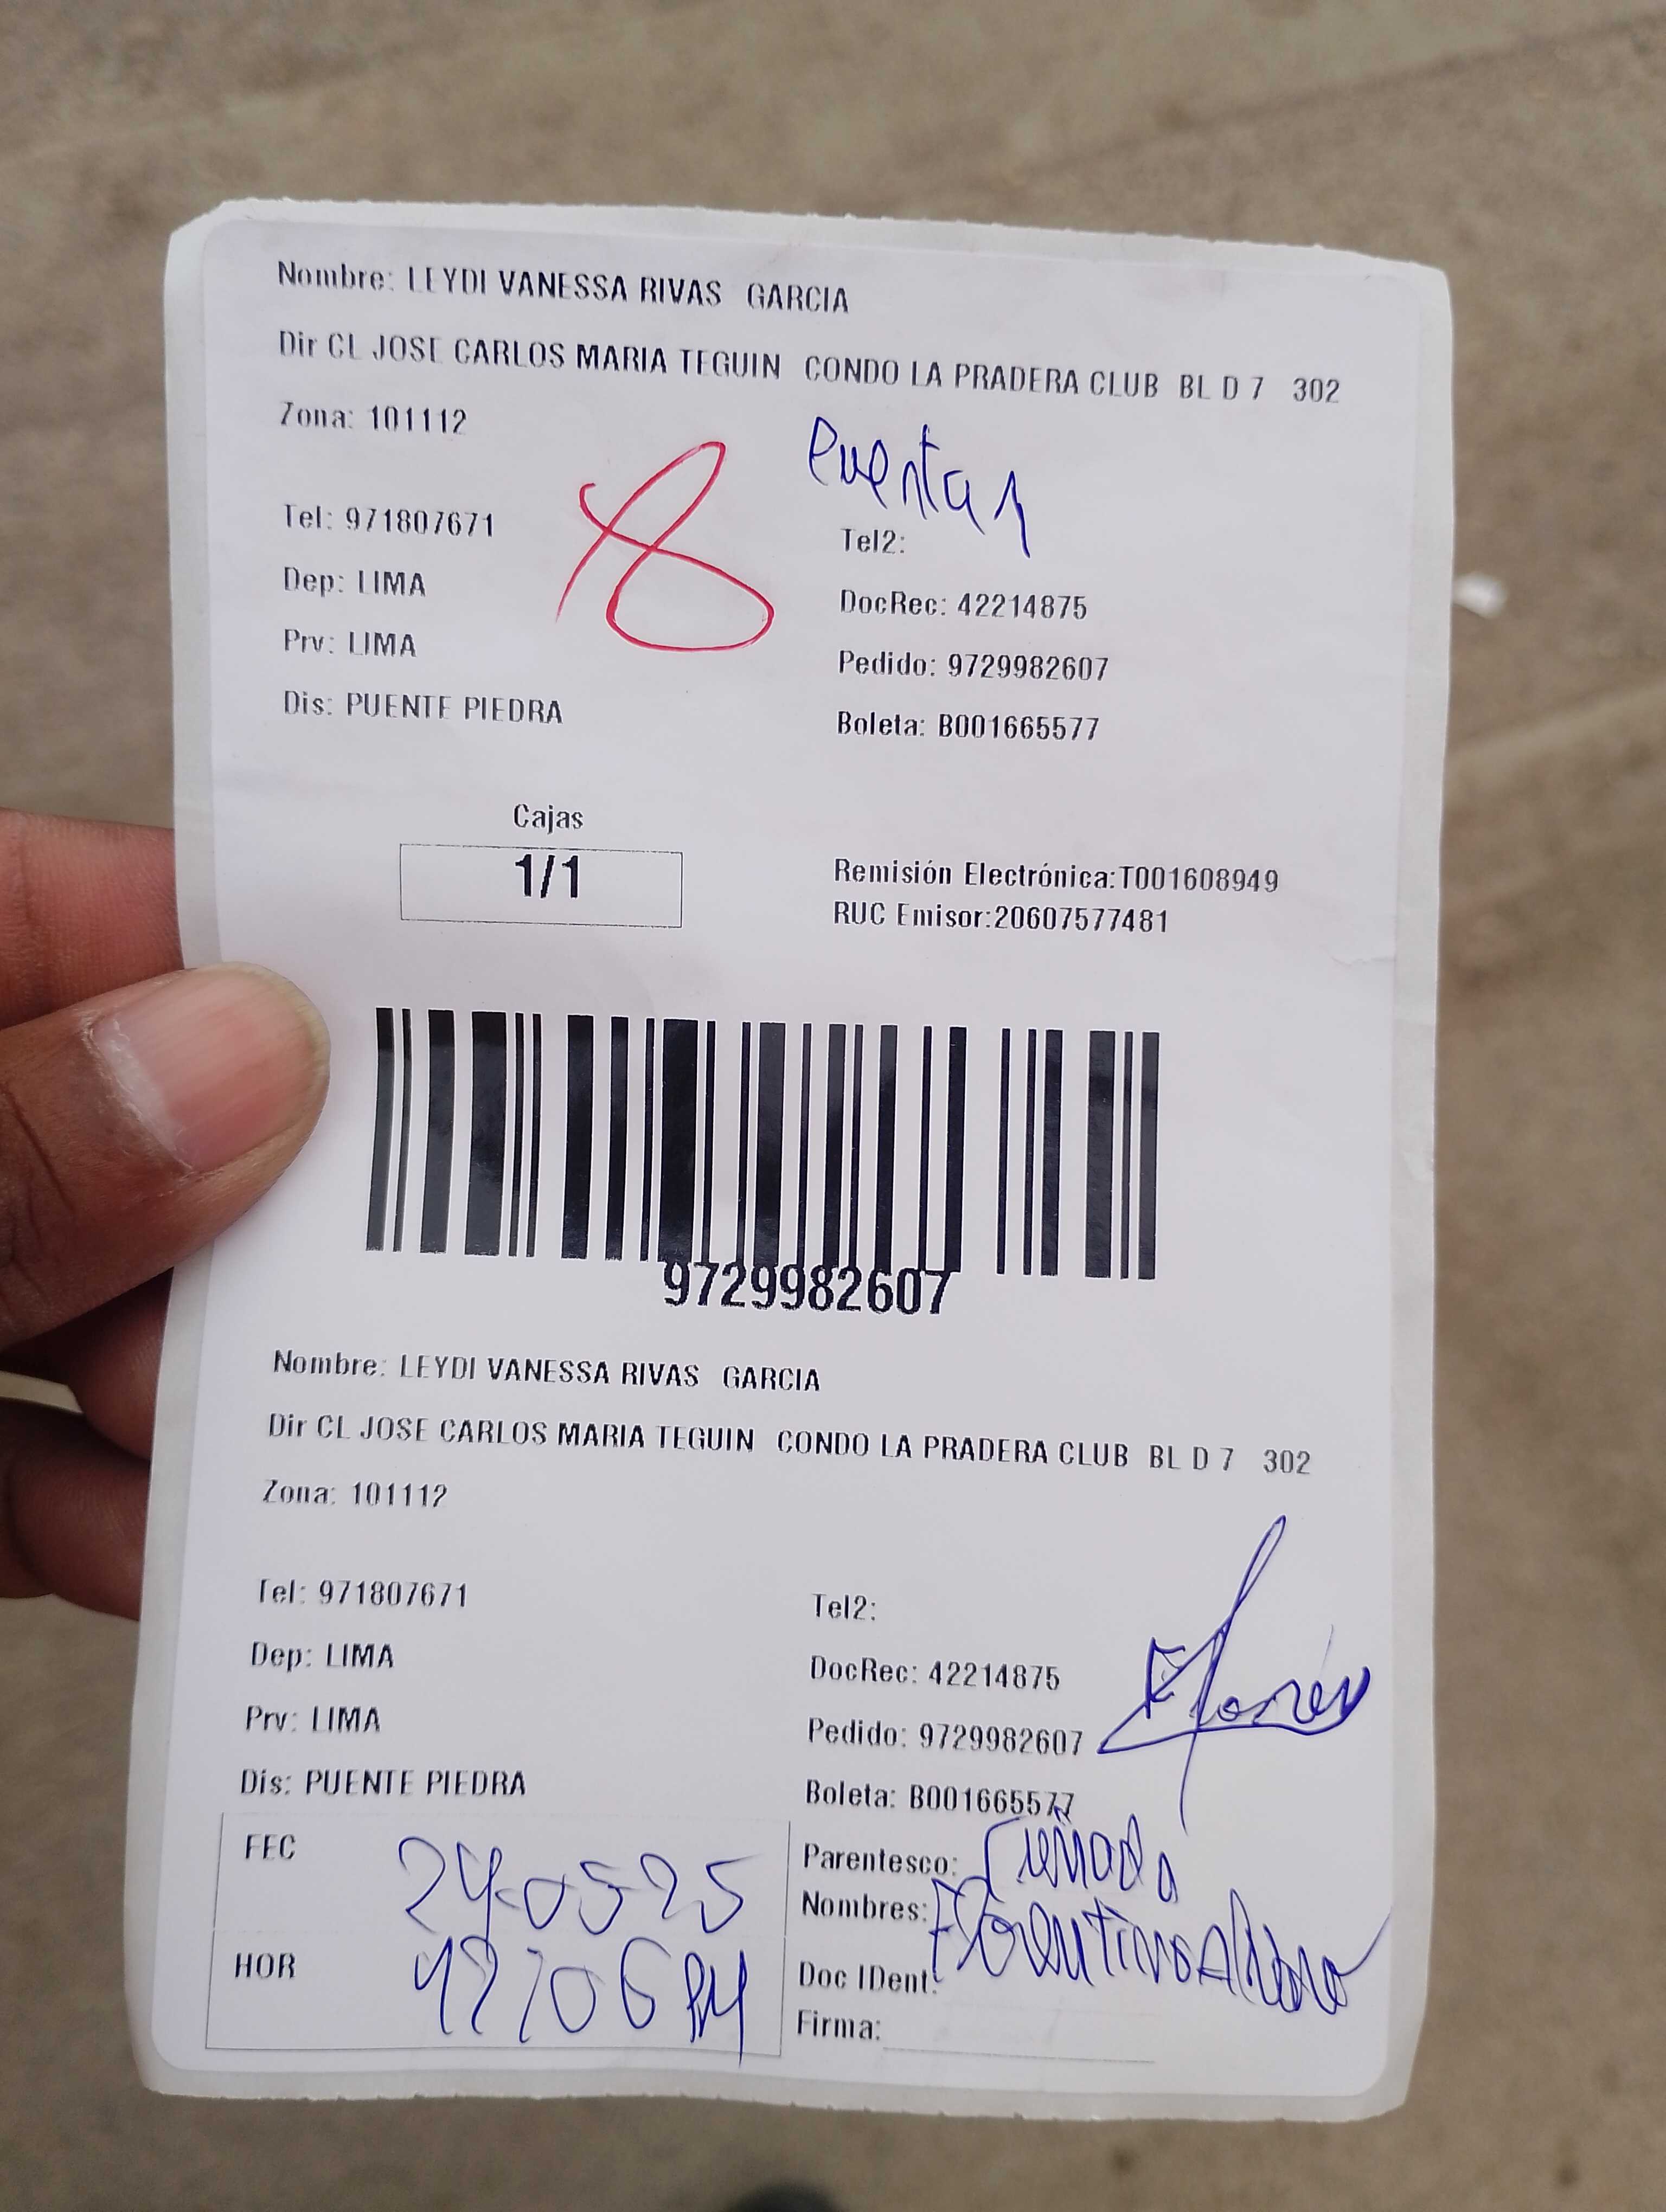 Nombre: LEYDI VANESSA RIVAS GARCIA
Dir CL JOSE CARLOS MARIA TEGUIN CONDO LA PRADERA CLUB BL D 7 302
Zona: 101112
8
Tel: 971807671 Tel2:
Dep: LIMA DocRec: 42214875
Prv: LIMA Pedido: 9729982607
Dis: PUENTE PIEDRA Boleta: B001665577
Cajas
1/1
Remisión Electrónica:T001608949
RUC Emisor:20607577481
9729982607
Nombre: LEYDI VANESSA RIVAS GARCIA
Dir CL JOSE CARLOS MARIA TEGUIN CONDO LA PRADERA CLUB BL D 7 302
Zona: 101112
Tel: 971807671 Tel2:
Dep: LIMA DocRec: 42214875
Prv: LIMA Pedido: 9729982607
Dis: PUENTE PIEDRA Boleta: B001665577
FEC 24-05-25
Parentesco: Cuñada
Nombres:
HOR
Doc IDent:
Firma: